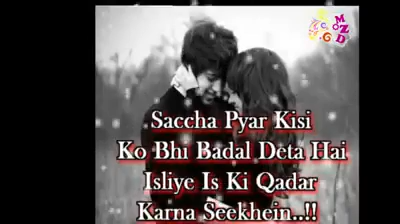 Saccha Pyar Kisi
Ko Bhi Badal Deta Hai
Isliye Is Ki Qadar
Karna Seekhein..!!